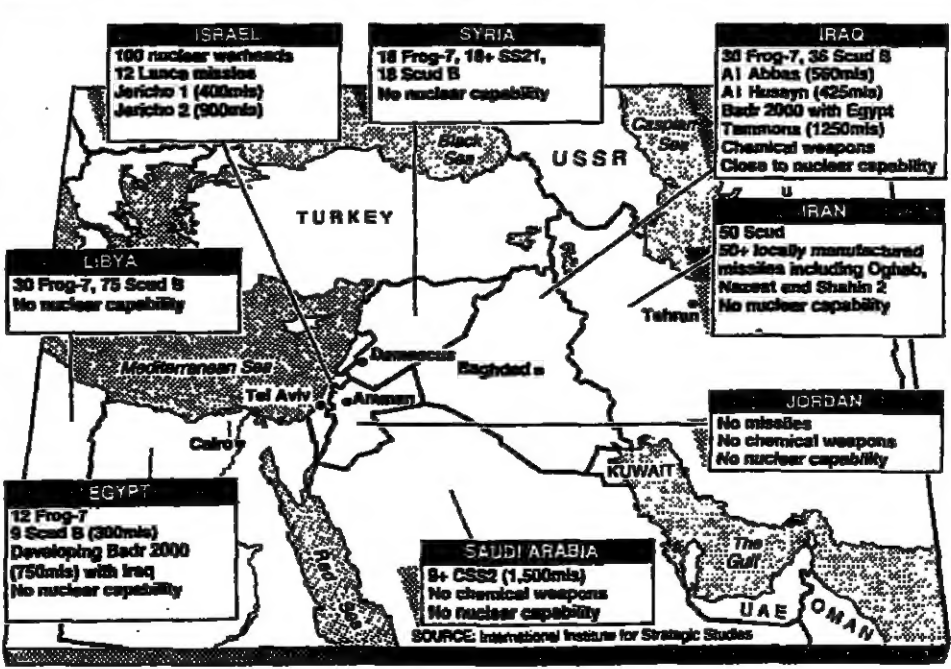 ISRAEL
100 nuclear warheads
12 Lance missiles
Jericho 1 (400mls)
Jericho 2 (900mls)
SYRIA
18 Frog-7, 18+ SS21,
18 Scud B
No nuclear capability
IRAQ
30 Frog-7, 36 Scud B
Al Abbas (560mls)
Al Husayn (425mls)
Badr 2000 with Egypt
Tammona (1250mls)
Chemical weapons
Close to nuclear capability
Black
Sea
USSR
Caspian
Sea
U
TURKEY
IRAN
50 Scud
50+ locally manufactured
missiles including Oghab,
Nazeat and Shahin 2
No nuclear capability
Tehran
LIBYA
30 Frog-7, 75 Scud B
No nuclear capability
Mediterranean Sea
Damascus
Baghdad
Tel Aviv
Amman
Cairo
JORDAN
No missiles
No chemical weapons
No nuclear capability
KUWAIT
EGYPT
12 Frog-7
9 Scud B (300mls)
Developing Badr 2000
(750mls) with Iraq
No nuclear capability
Red
Sea
SAUDI ARABIA
8+ CSS2 (1,500mls)
No chemical weapons
No nuclear capability
The
Gulf
UAE
OMAN
SOURCE: International Institute for Strategic Studies